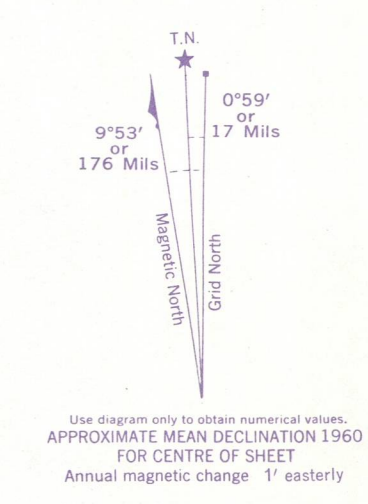 T.N.
0°59′
or
17 Mils
9°53′
or
176 Mils
Magnetic North
Grid North
Use diagram only to obtain numerical values.
APPROXIMATE MEAN DECLINATION 1960
FOR CENTRE OF SHEET
Annual magnetic change 1′ easterly